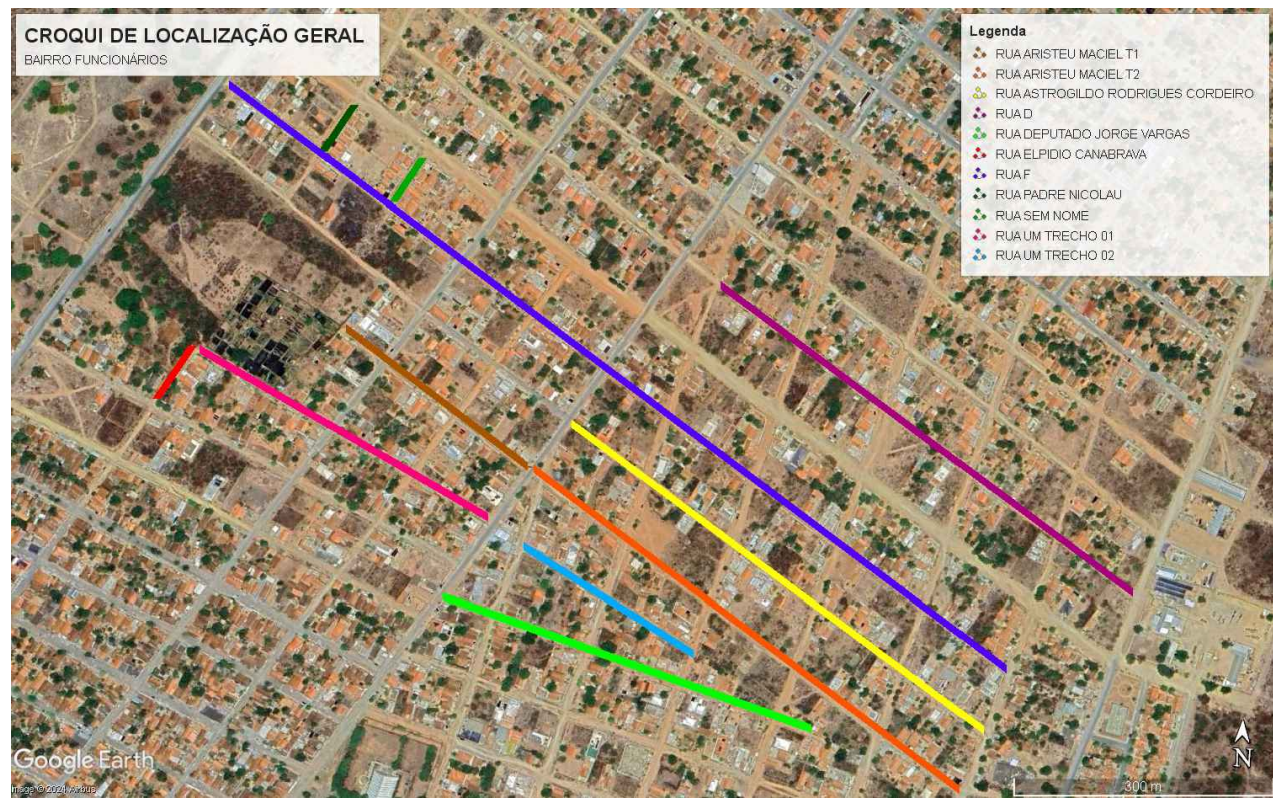 CROQUI DE LOCALIZAÇÃO GERAL
BAIRRO FUNCIONÁRIOS
Legenda
RUA ARISTEU MACIEL T1
RUA ARISTEU MACIEL T2
RUA ASTROGILDO RODRIGUES CORDEIRO
RUA D
RUA DEPUTADO JORGE VARGAS
RUA ELPIDIO CANABRAVA
RUA F
RUA PADRE NICOLAU
RUA SEM NOME
RUA UM TRECHO 01
RUA UM TRECHO 02
Google Earth
Image © 2024 Airbus
N
300 m